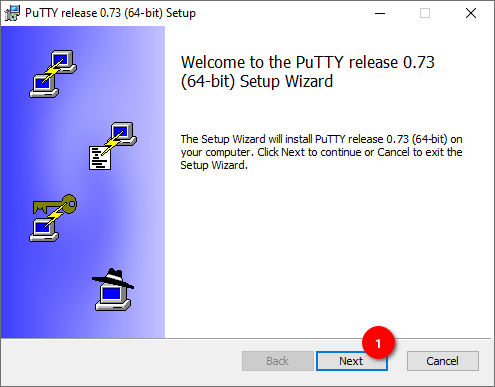 PuTTY release 0.73 (64-bit) Setup
Welcome to the PuTTY release 0.73
(64-bit) Setup Wizard
The Setup Wizard will install PuTTY release 0.73 (64-bit) on
your computer. Click Next to continue or Cancel to exit the
Setup Wizard.
1
Back Next Cancel